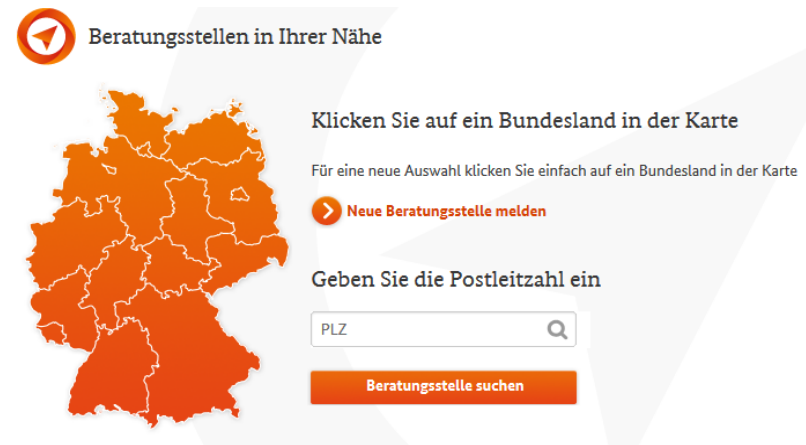 Beratungsstellen in Ihrer Nähe
Klicken Sie auf ein Bundesland in der Karte
Für eine neue Auswahl klicken Sie einfach auf ein Bundesland in der Karte
Neue Beratungsstelle melden
Geben Sie die Postleitzahl ein
PLZ
Beratungsstelle suchen